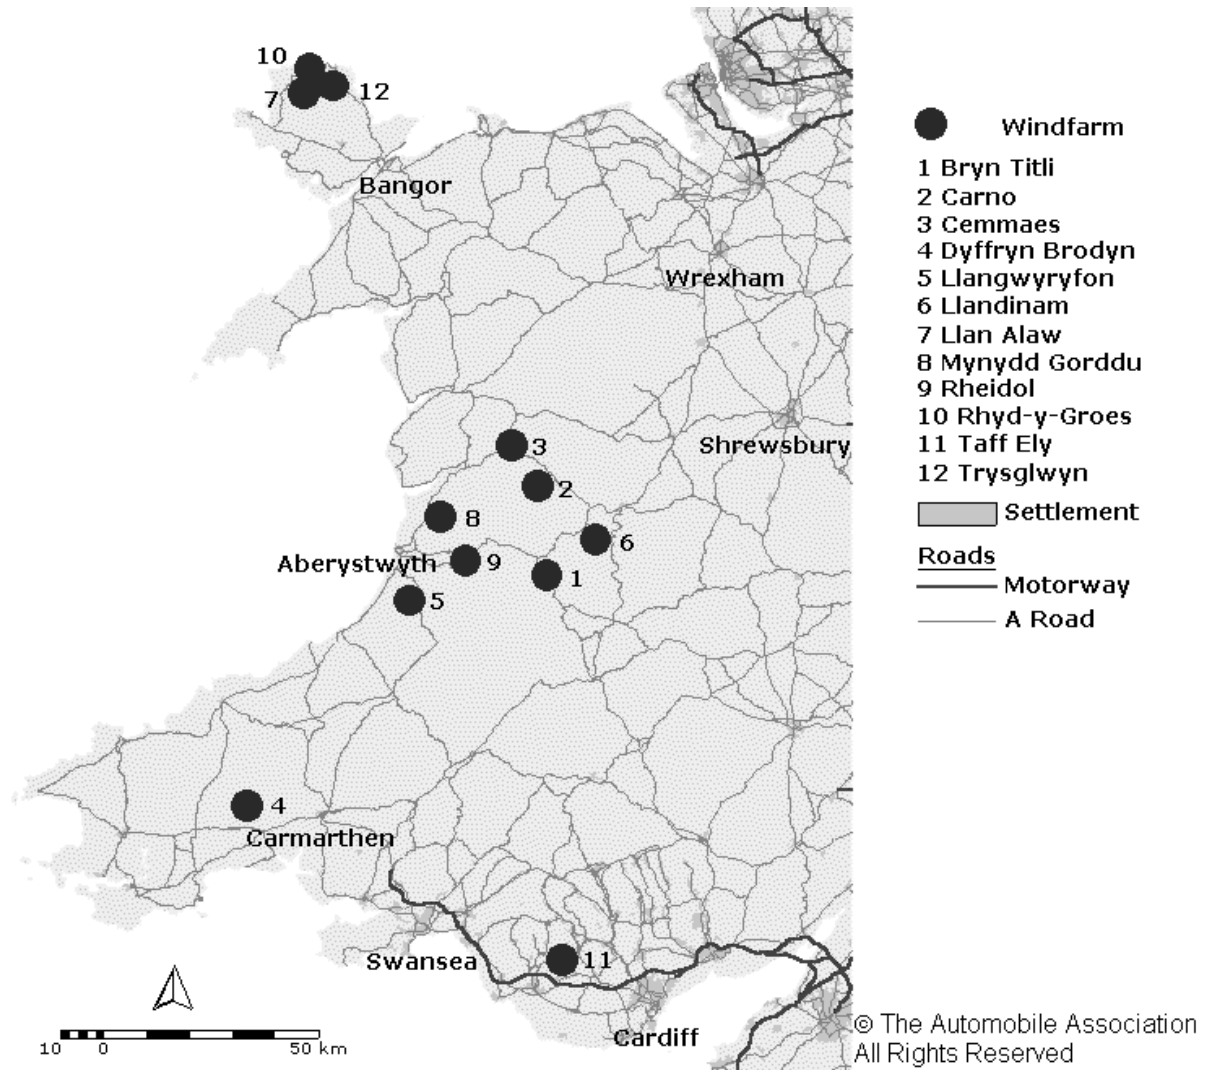 10
7
12
Bangor
Wrexham
Shrewsbury
3
2
8
6
Aberystwyth
9
1
5
4
Carmarthen
Swansea
11
Cardiff
10 0 50 km
Windfarm
1 Bryn Titli
2 Carno
3 Cemmaes
4 Dyffryn Brodyn
5 Llangwyryfon
6 Llandinam
7 Llan Alaw
8 Mynydd Gorddu
9 Rheidol
10 Rhyd-y-Groes
11 Taff Ely
12 Trysglwyn
Settlement
Roads
Motorway
A Road
© The Automobile Association
All Rights Reserved